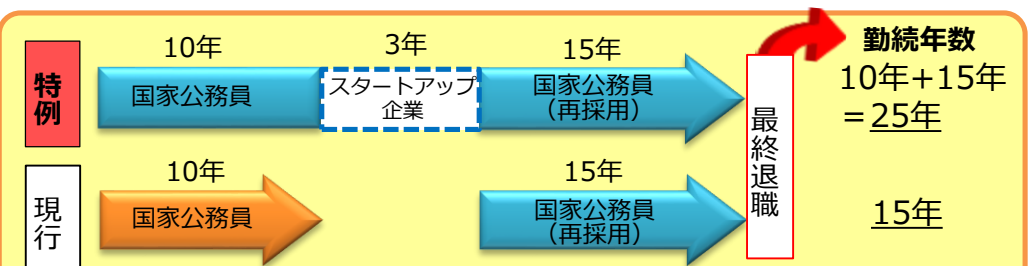 10年
3年
15年
勤続年数
特例
国家公務員
スタートアップ
企業
国家公務員
（再採用）
10年+15年
＝25年
最終退職
10年
15年
現行
国家公務員
国家公務員
（再採用）
15年